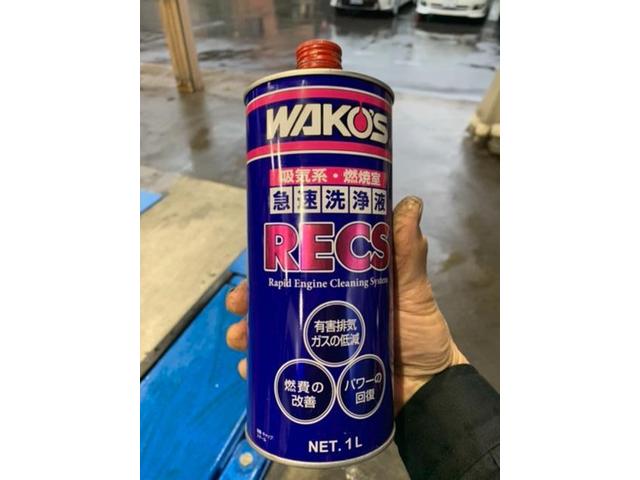 WAKO'S
吸気系・燃焼室
急速洗浄液
RECS
Rapid Engine Cleaning System
有害排気
ガスの低減
燃費の
改善
パワーの
回復
NET. 1L